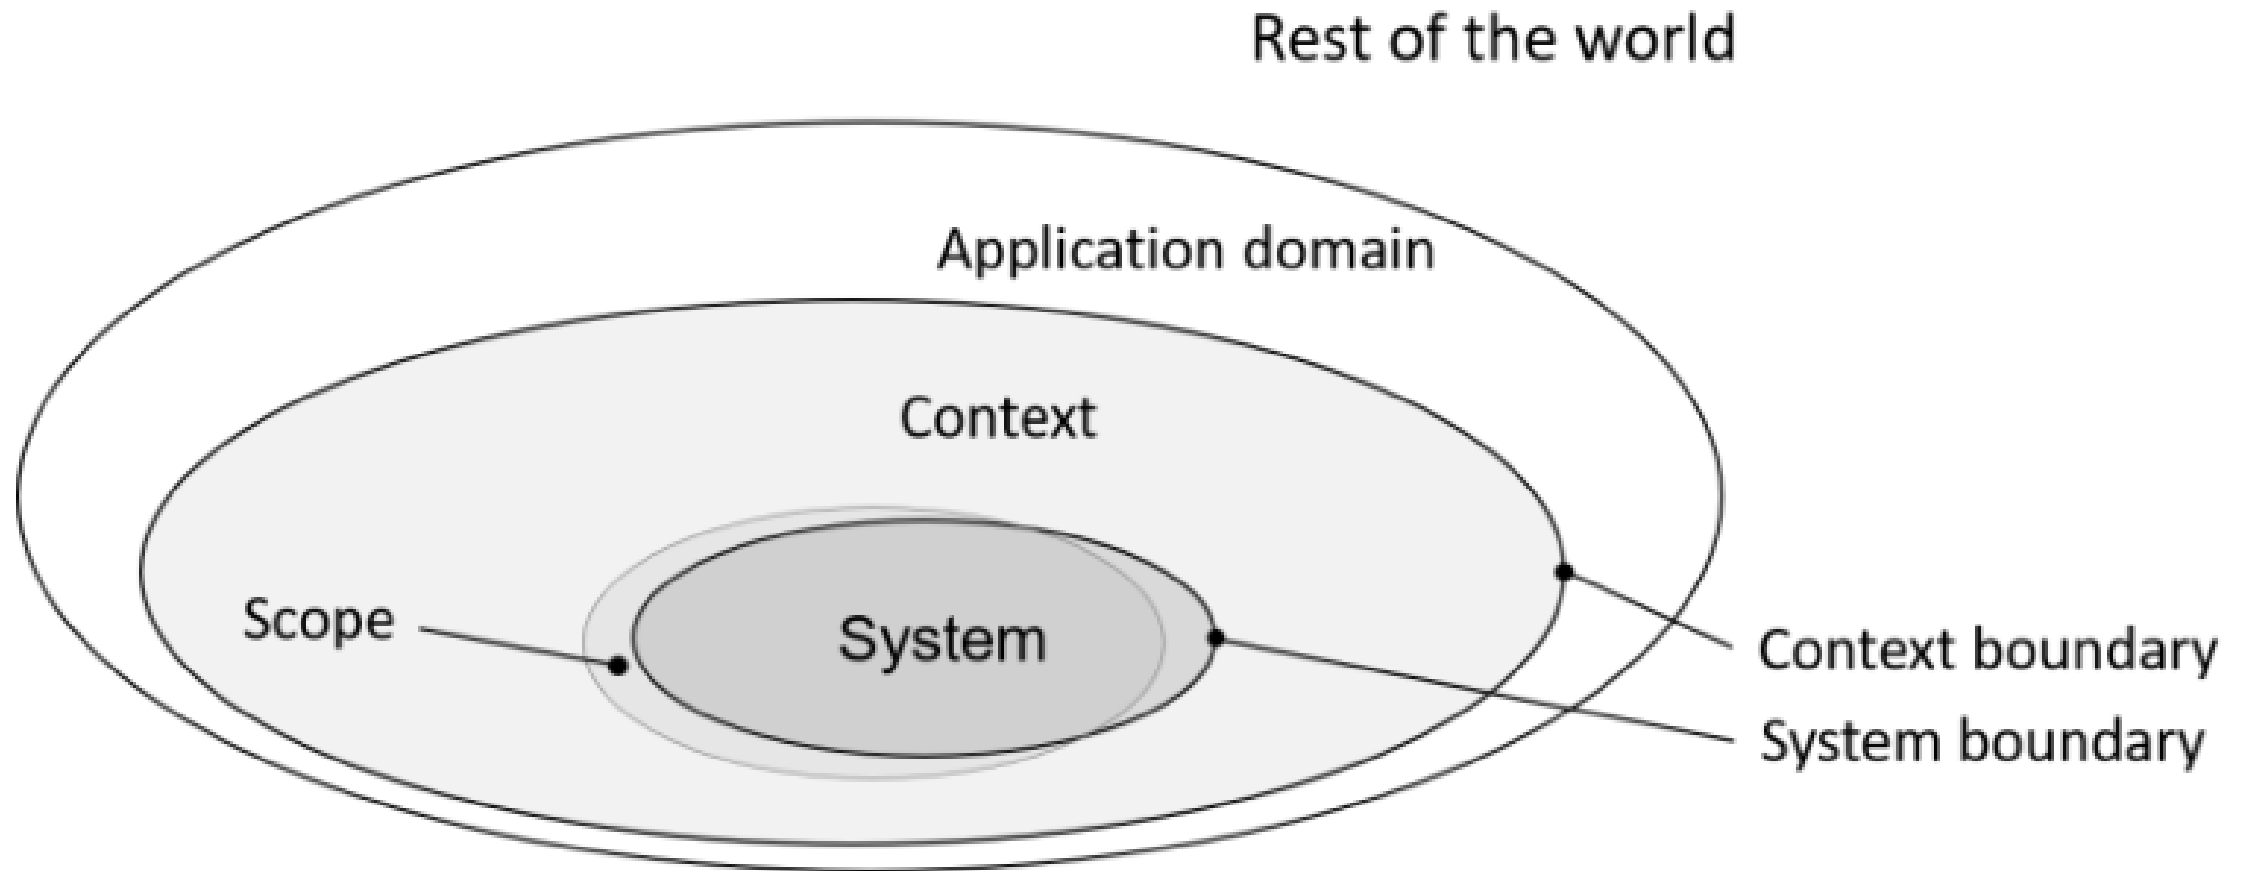 Rest of the world
Application domain
Context
Scope
System
Context boundary
System boundary